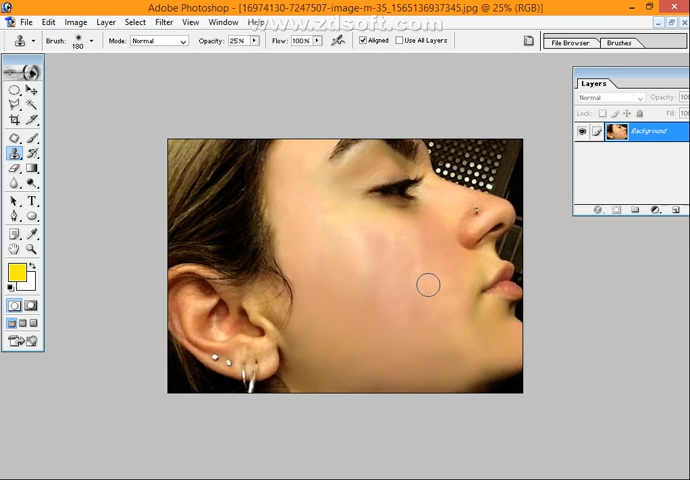 Adobe Photoshop - [16974130-7247507-image-m-35_1565136937345.jpg @ 25% (RGB)]
File Edit Image Layer Select Filter View Window Help
www.zdsoft.com
Brush: 180 Mode: Normal Opacity: 25% Flow: 100% Aligned Use All Layers File Browser Brushes
Layers
Normal Opacity: 100
Lock: Fill: 100
Background